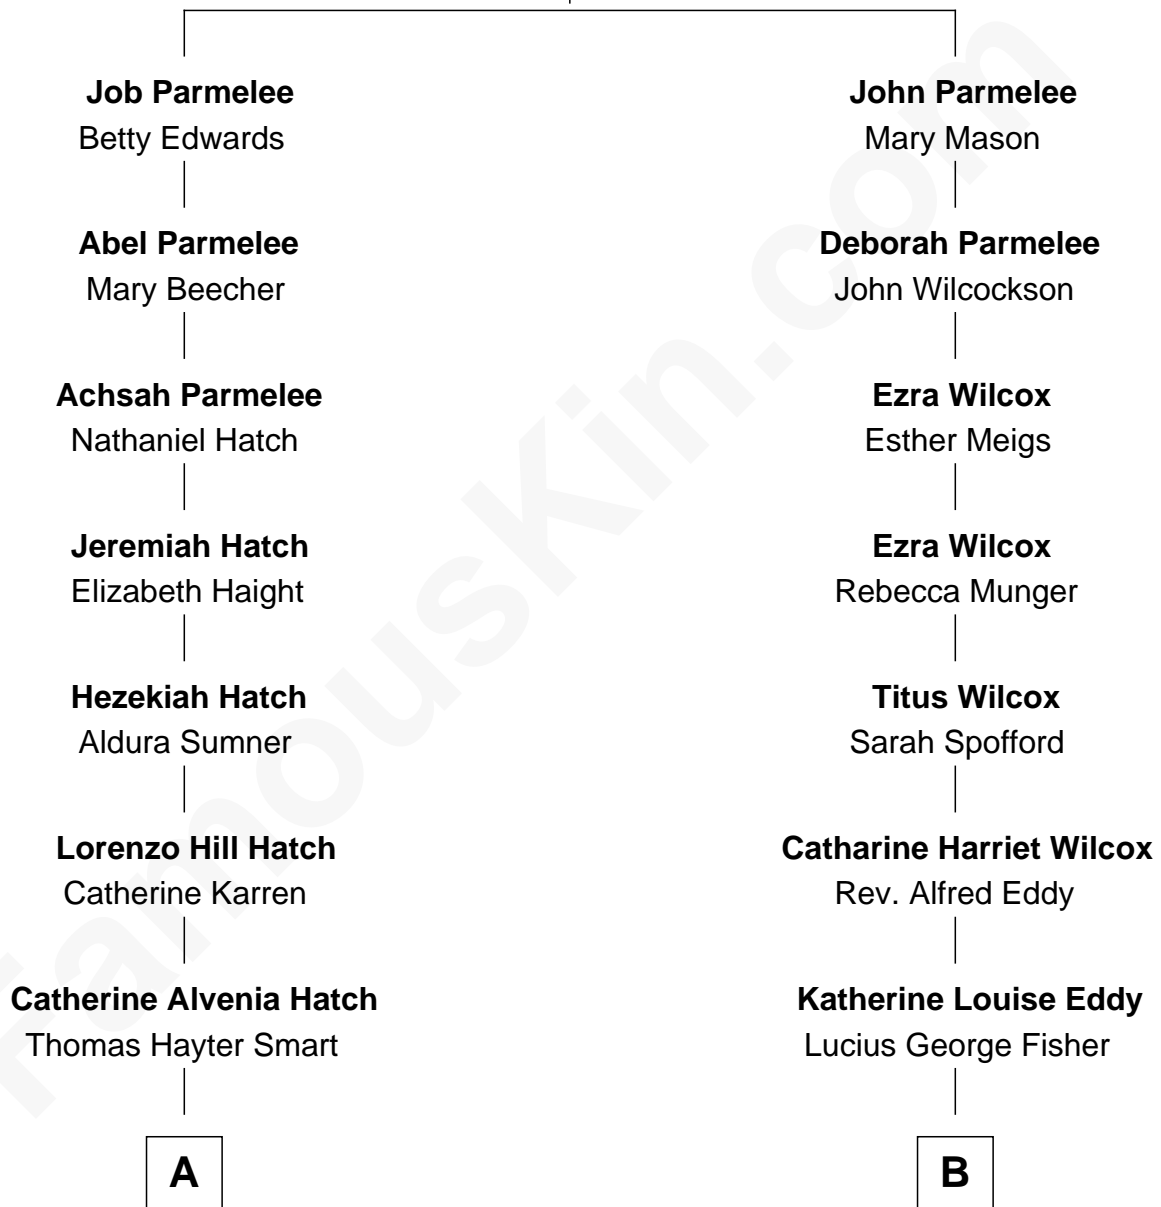 Job Parmelee
Betty Edwards
John Parmelee
Mary Mason
Abel Parmelee
Mary Beecher
Deborah Parmelee
John Wilcockson
Achsah Parmelee
Nathaniel Hatch
Ezra Wilcox
Esther Meigs
Jeremiah Hatch
Elizabeth Haight
Ezra Wilcox
Rebecca Munger
Hezekiah Hatch
Aldura Sumner
Titus Wilcox
Sarah Spofford
Lorenzo Hill Hatch
Catherine Karren
Catharine Harriet Wilcox
Rev. Alfred Eddy
Catherine Alvenia Hatch
Thomas Hayter Smart
Katherine Louise Eddy
Lucius George Fisher
A
B
FamousKin.com